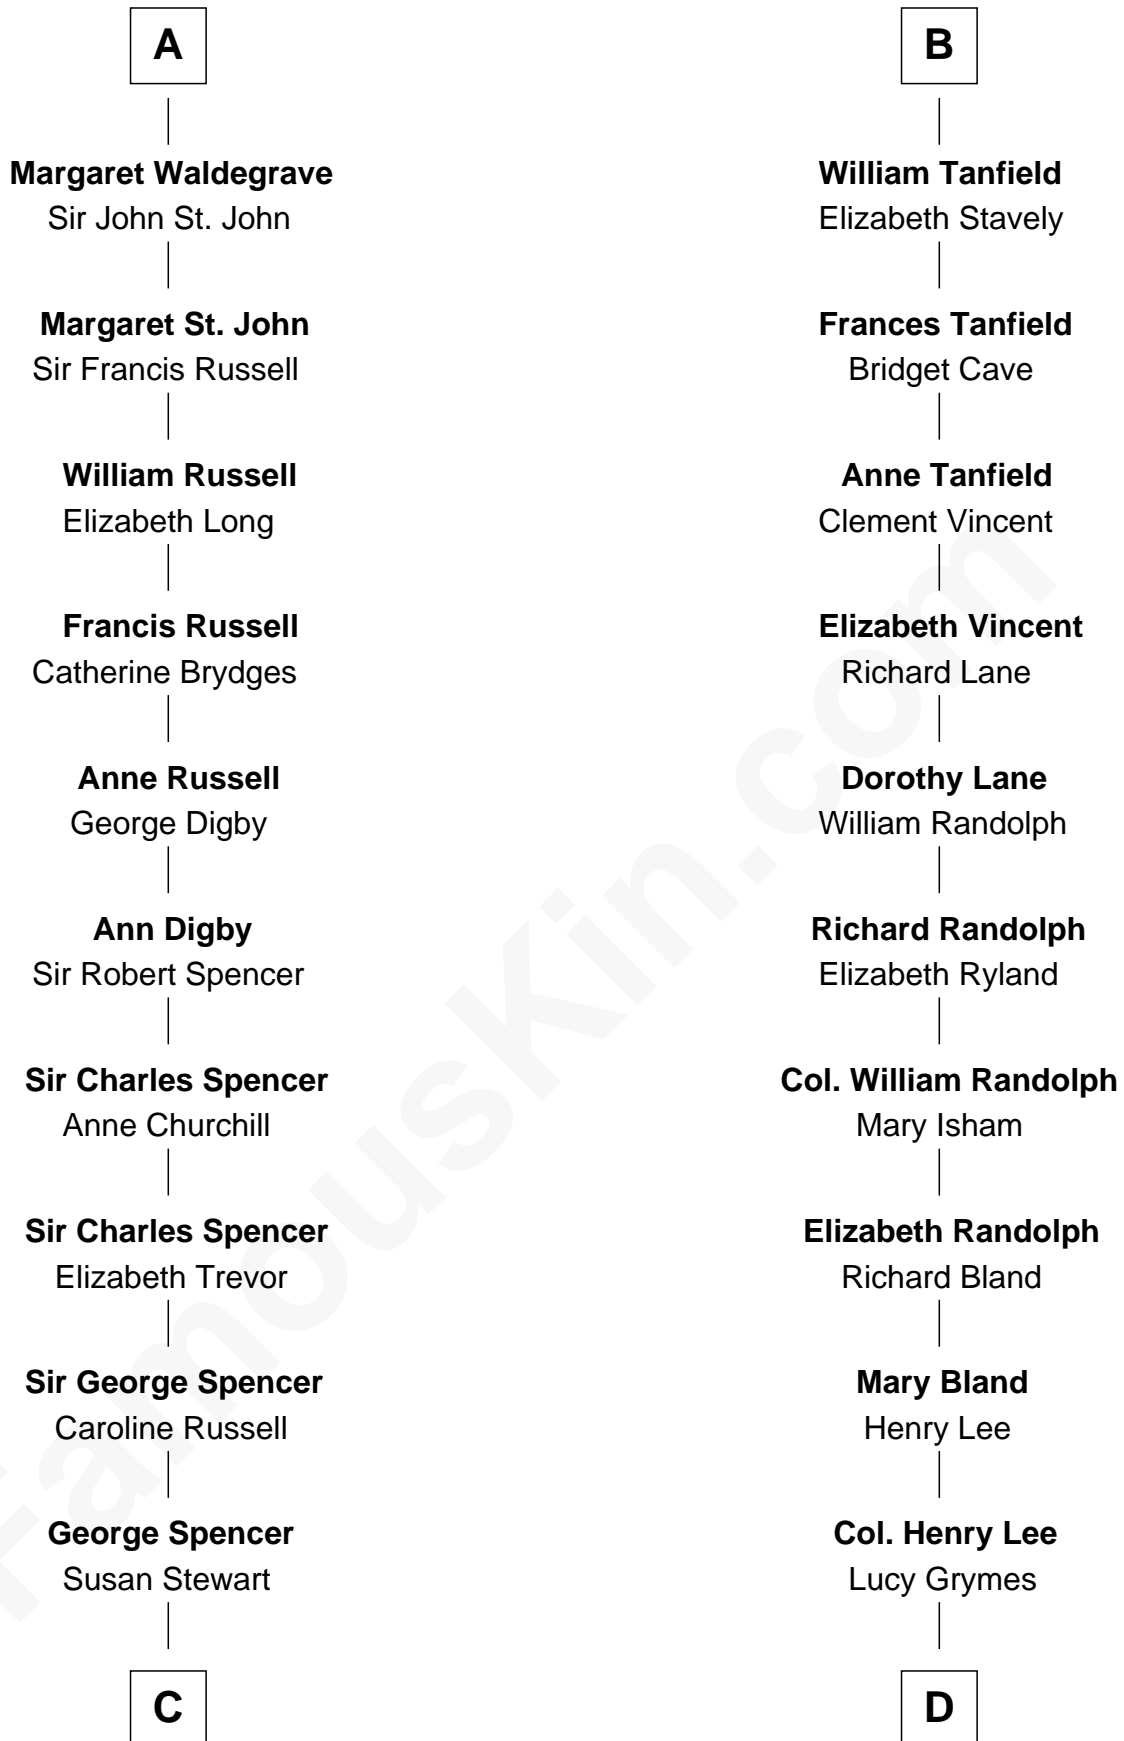 A
Margaret Waldegrave
Sir John St. John
Margaret St. John
Sir Francis Russell
William Russell
Elizabeth Long
Francis Russell
Catherine Brydges
Anne Russell
George Digby
Ann Digby
Sir Robert Spencer
Sir Charles Spencer
Anne Churchill
Sir Charles Spencer
Elizabeth Trevor
Sir George Spencer
Caroline Russell
George Spencer
Susan Stewart
C
B
William Tanfield
Elizabeth Stavely
Frances Tanfield
Bridget Cave
Anne Tanfield
Clement Vincent
Elizabeth Vincent
Richard Lane
Dorothy Lane
William Randolph
Richard Randolph
Elizabeth Ryland
Col. William Randolph
Mary Isham
Elizabeth Randolph
Richard Bland
Mary Bland
Henry Lee
Col. Henry Lee
Lucy Grymes
D
FamousKin.com